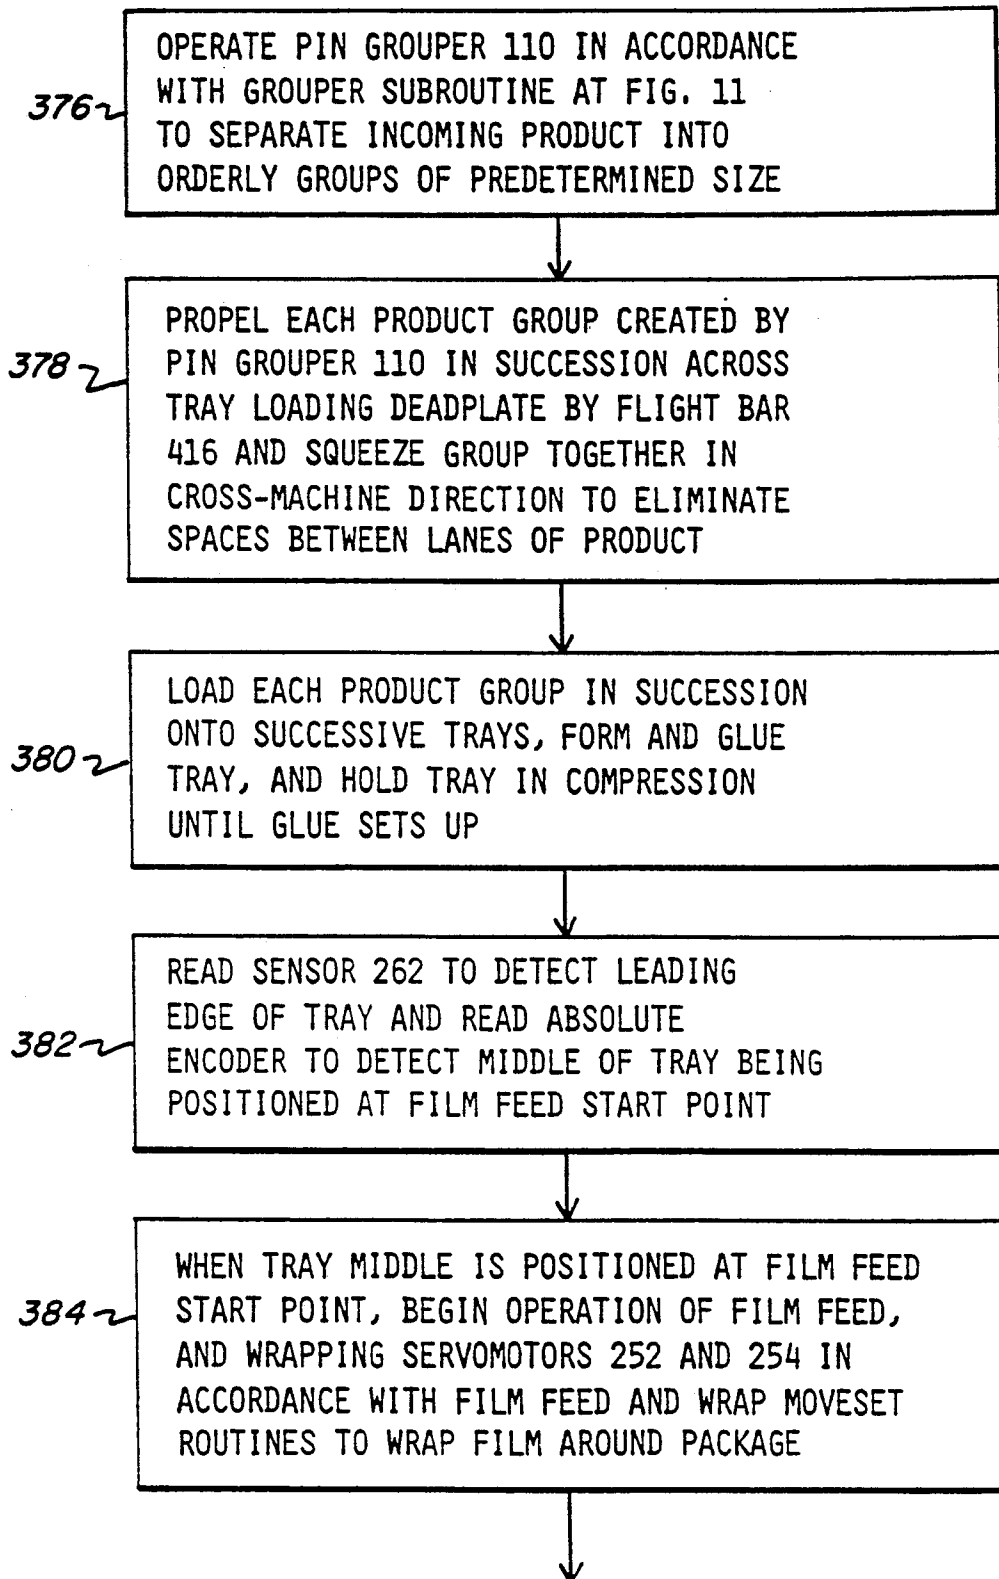 376
OPERATE PIN GROUPER 110 IN ACCORDANCE
WITH GROUPER SUBROUTINE AT FIG. 11
TO SEPARATE INCOMING PRODUCT INTO
ORDERLY GROUPS OF PREDETERMINED SIZE
378
PROPEL EACH PRODUCT GROUP CREATED BY
PIN GROUPER 110 IN SUCCESSION ACROSS
TRAY LOADING DEADPLATE BY FLIGHT BAR
416 AND SQUEEZE GROUP TOGETHER IN
CROSS-MACHINE DIRECTION TO ELIMINATE
SPACES BETWEEN LANES OF PRODUCT
380
LOAD EACH PRODUCT GROUP IN SUCCESSION
ONTO SUCCESSIVE TRAYS, FORM AND GLUE
TRAY, AND HOLD TRAY IN COMPRESSION
UNTIL GLUE SETS UP
382
READ SENSOR 262 TO DETECT LEADING
EDGE OF TRAY AND READ ABSOLUTE
ENCODER TO DETECT MIDDLE OF TRAY BEING
POSITIONED AT FILM FEED START POINT
384
WHEN TRAY MIDDLE IS POSITIONED AT FILM FEED
START POINT, BEGIN OPERATION OF FILM FEED,
AND WRAPPING SERVOMOTORS 252 AND 254 IN
ACCORDANCE WITH FILM FEED AND WRAP MOVESET
ROUTINES TO WRAP FILM AROUND PACKAGE